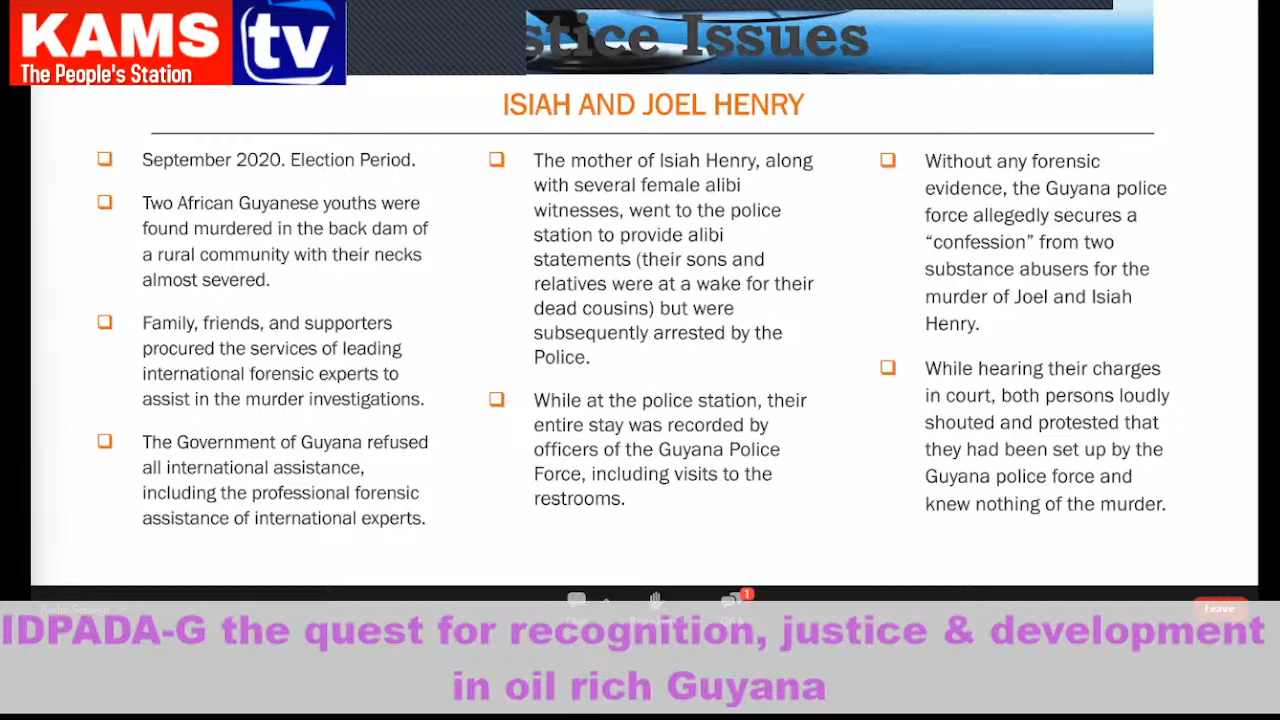 KAMS tv
The People's Station
stice Issues
ISIAH AND JOEL HENRY
September 2020. Election Period.
Two African Guyanese youths were
found murdered in the back dam of
a rural community with their necks
almost severed.
Family, friends, and supporters
procured the services of leading
international forensic experts to
assist in the murder investigations.
The Government of Guyana refused
all international assistance,
including the professional forensic
assistance of international experts.
The mother of Isiah Henry, along
with several female alibi
witnesses, went to the police
station to provide alibi
statements (their sons and
relatives were at a wake for their
dead cousins) but were
subsequently arrested by the
Police.
While at the police station, their
entire stay was recorded by
officers of the Guyana Police
Force, including visits to the
restrooms.
Without any forensic
evidence, the Guyana police
force allegedly secures a
“confession” from two
substance abusers for the
murder of Joel and Isiah
Henry.
While hearing their charges
in court, both persons loudly
shouted and protested that
they had been set up by the
Guyana police force and
knew nothing of the murder.
1
Audio Settings
Leave
IDPADA-G the quest for recognition, justice & development
in oil rich Guyana